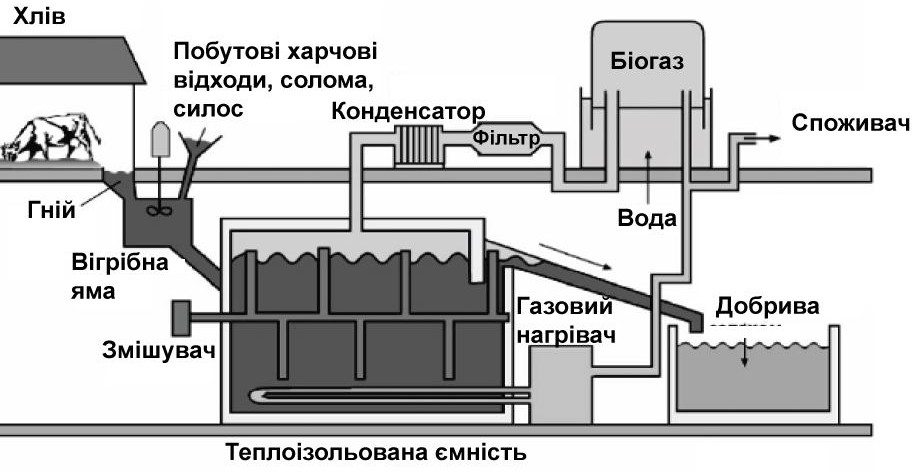 Хлів
Побутові харчові
відходи, солома,
силос
Біогаз
Конденсатор
Фільтр
Споживач
Гній
Вода
Вігрібна
яма
Газовий
нагрівач
Добрива
Змішувач
Теплоізольована ємність